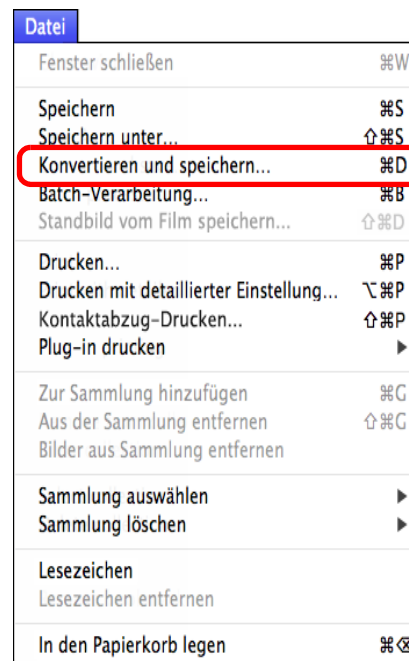 Datei
Fenster schließen ⌘W
Speichern ⌘S
Speichern unter... ⇧⌘S
Konvertieren und speichern... ⌘D
Batch-Verarbeitung... ⌘B
Standbild vom Film speichern... ⇧⌘D
Drucken... ⌘P
Drucken mit detaillierter Einstellung... ⌥⌘P
Kontaktabzug-Drucken... ⇧⌘P
Plug-in drucken ▶
Zur Sammlung hinzufügen ⌘G
Aus der Sammlung entfernen ⇧⌘G
Bilder aus Sammlung entfernen
Sammlung auswählen ▶
Sammlung löschen ▶
Lesezeichen
Lesezeichen entfernen
In den Papierkorb legen ⌘⌫